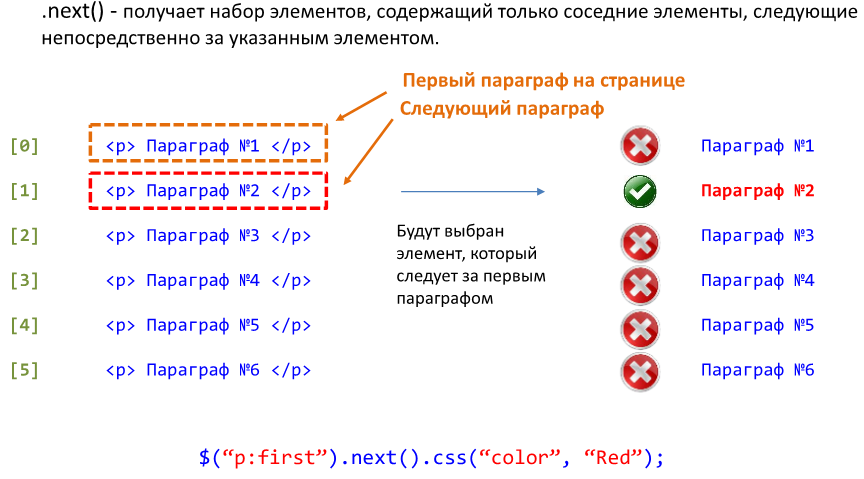 .next() - получает набор элементов, содержащий только соседние элементы, следующие
непосредственно за указанным элементом.
Первый параграф на странице
Следующий параграф
[0] <p> Параграф №1 </p> Параграф №1
[1] <p> Параграф №2 </p> Параграф №2
[2] <p> Параграф №3 </p> Параграф №3
[3] <p> Параграф №4 </p> Параграф №4
[4] <p> Параграф №5 </p> Параграф №5
[5] <p> Параграф №6 </p> Параграф №6
Будут выбран
элемент, который
следует за первым
параграфом
$(“p:first”).next().css(“color”, “Red”);